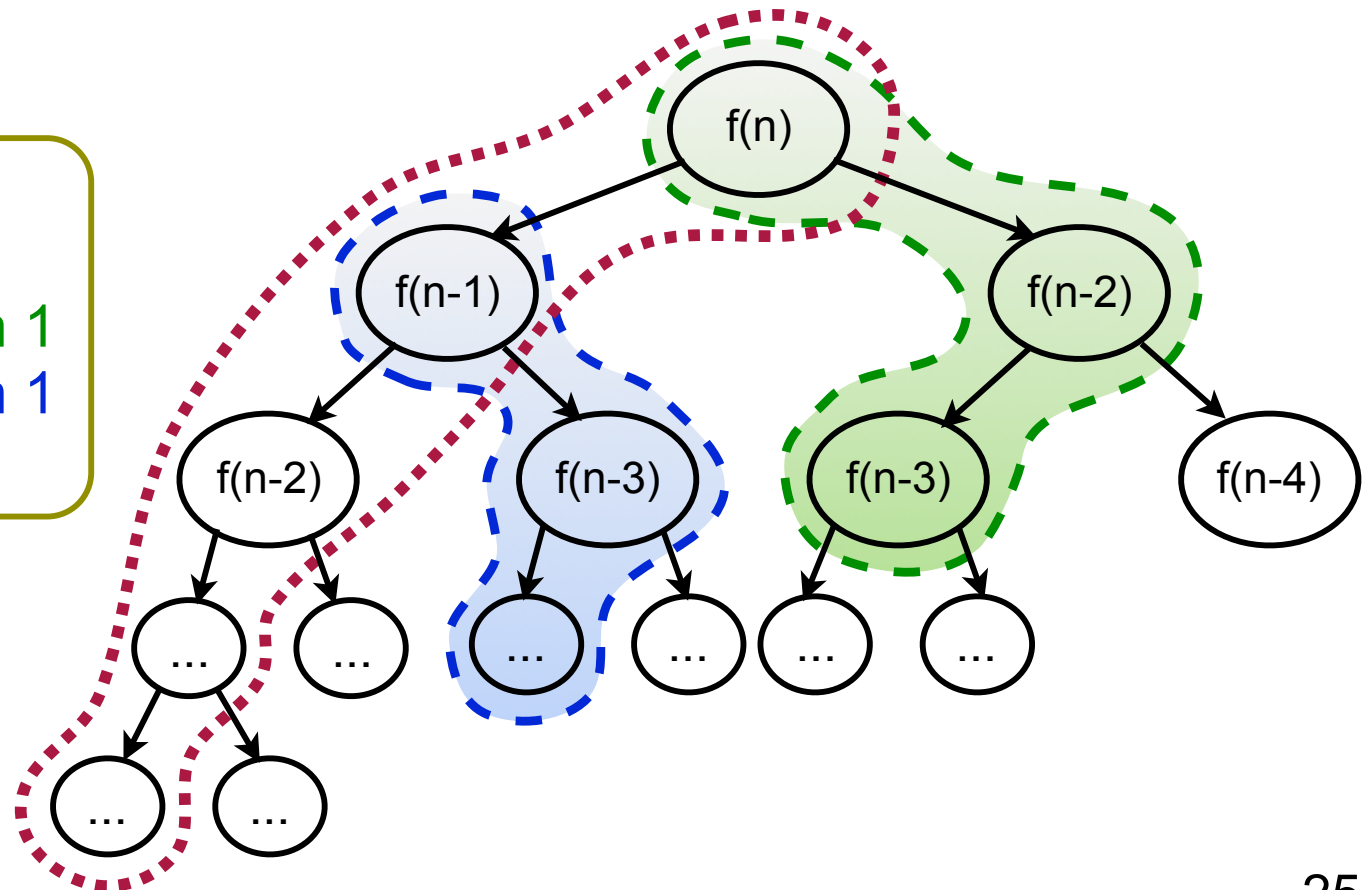 f(n)
f(n-1)
f(n-2)
n 1
n 1
f(n-2)
f(n-3)
f(n-3)
f(n-4)
... ... ... ... ... ...
... ...
25